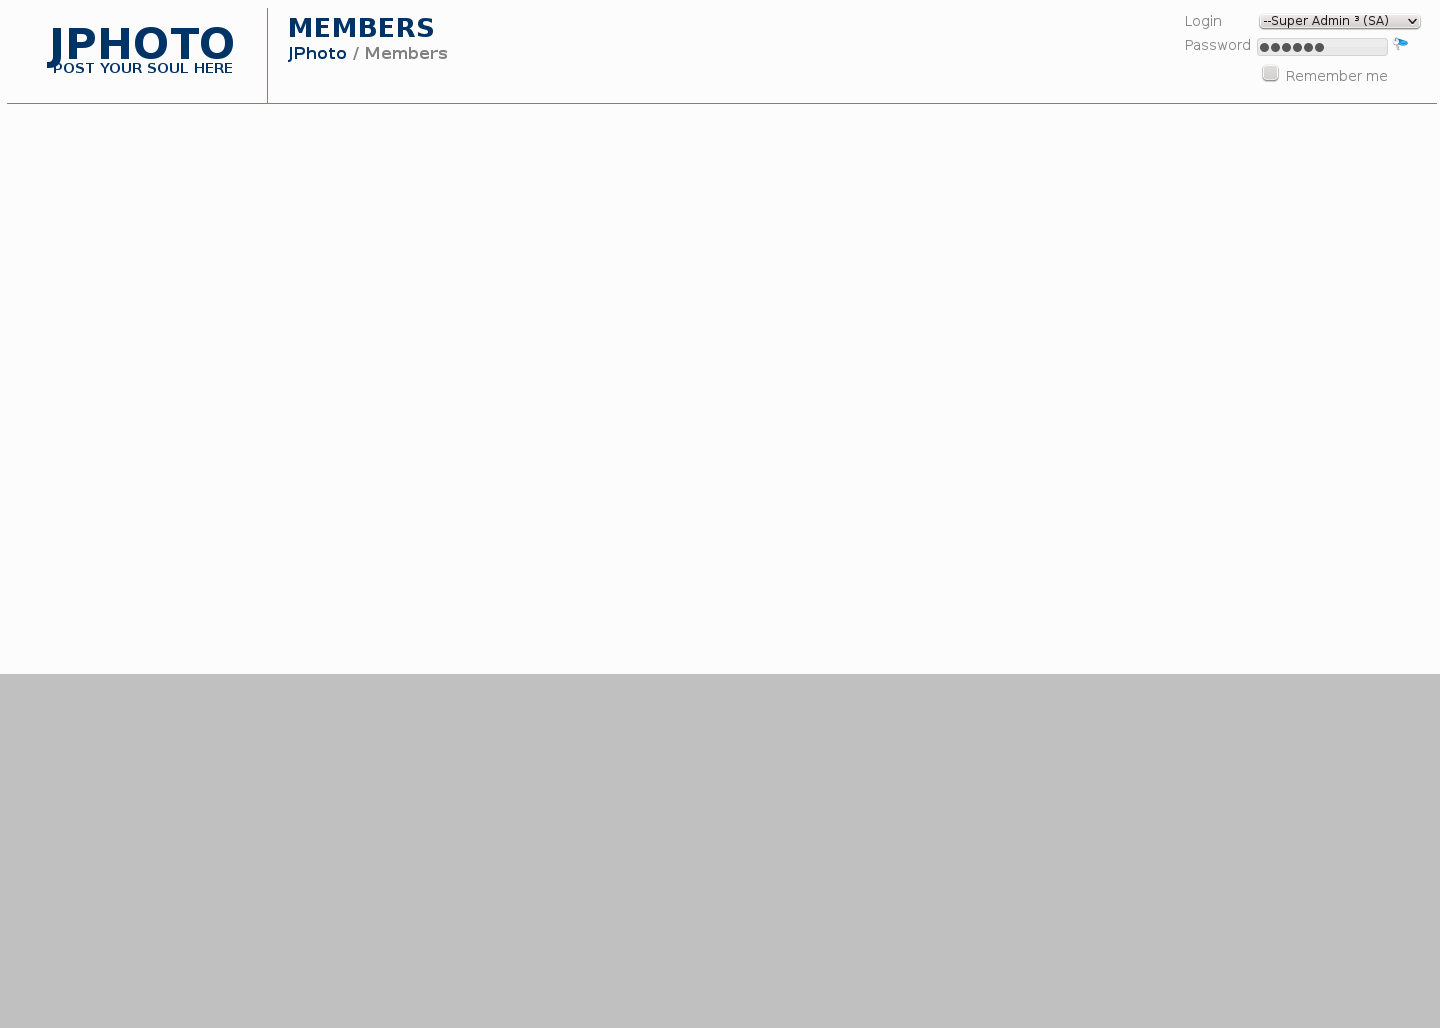 JPHOTO
POST YOUR SOUL HERE
MEMBERS
JPhoto / Members
Login --Super Admin ³ (SA)
Password ●●●●●●
Remember me